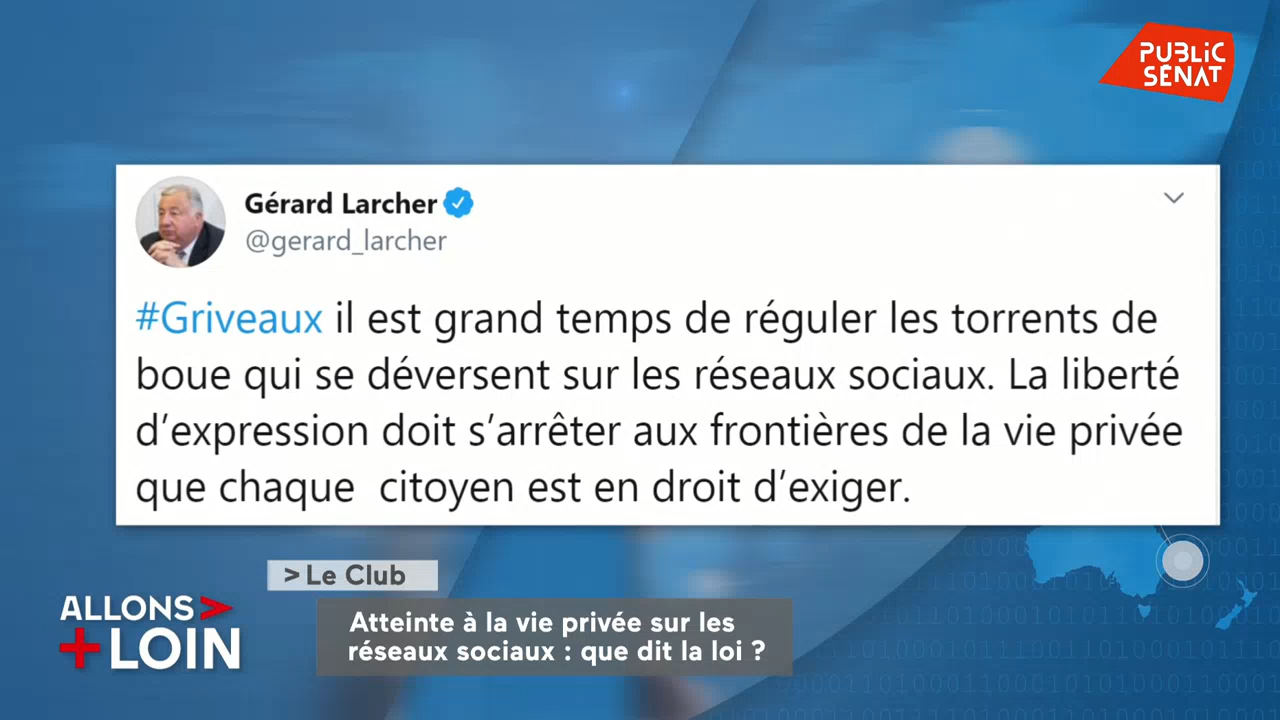 PUBLIC
SÉNAT
Gérard Larcher
@gerard_larcher
#Griveaux il est grand temps de réguler les torrents de
boue qui se déversent sur les réseaux sociaux. La liberté
d’expression doit s’arrêter aux frontières de la vie privée
que chaque citoyen est en droit d’exiger.
> Le Club
ALLONS>
+LOIN
Atteinte à la vie privée sur les
réseaux sociaux : que dit la loi ?